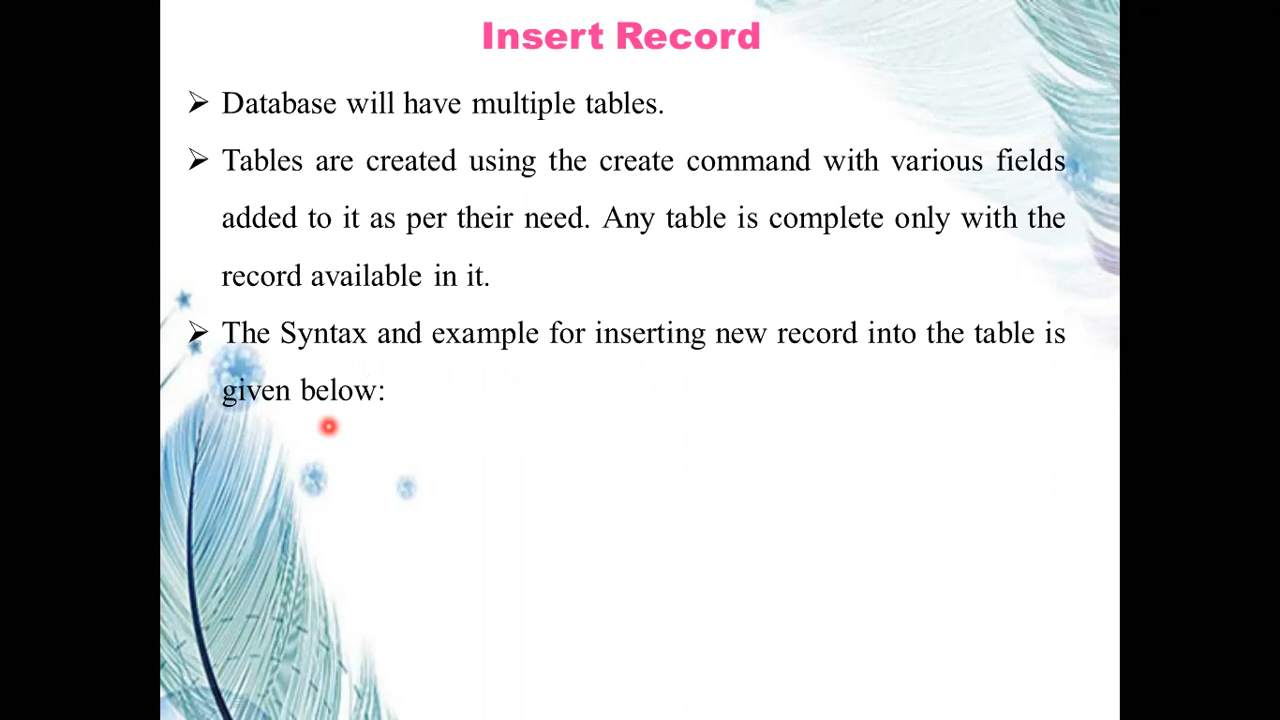 Insert Record
➢ Database will have multiple tables.
➢ Tables are created using the create command with various fields
added to it as per their need. Any table is complete only with the
record available in it.
➢ The Syntax and example for inserting new record into the table is
given below: